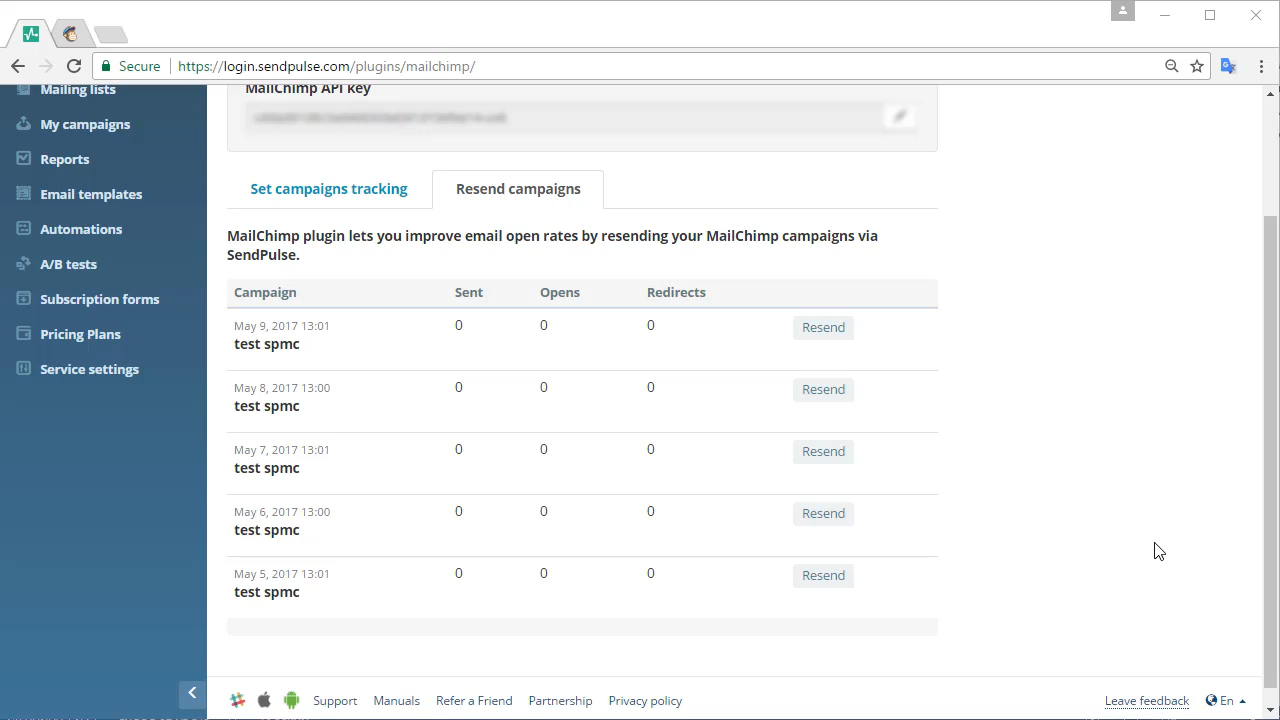 Secure
https://login.sendpulse.com/plugins/mailchimp/
Mailing lists
My campaigns
Reports
Email templates
Automations
A/B tests
Subscription forms
Pricing Plans
Service settings
MailChimp API key
Set campaigns tracking
Resend campaigns
MailChimp plugin lets you improve email open rates by resending your MailChimp campaigns via
SendPulse.
Campaign Sent Opens Redirects
May 9, 2017 13:01 0 0 0 Resend
test spmc
May 8, 2017 13:00 0 0 0 Resend
test spmc
May 7, 2017 13:01 0 0 0 Resend
test spmc
May 6, 2017 13:00 0 0 0 Resend
test spmc
May 5, 2017 13:01 0 0 0 Resend
test spmc
Support Manuals Refer a Friend Partnership Privacy policy Leave feedback En